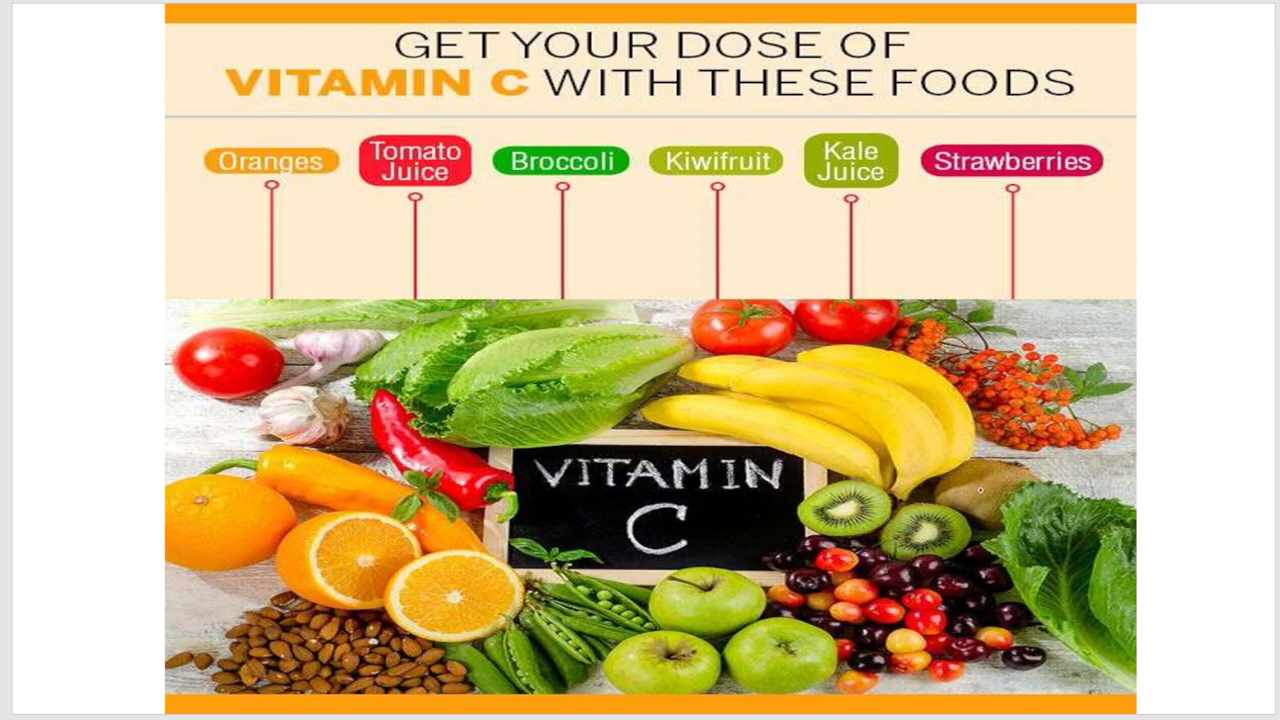 GET YOUR DOSE OF
VITAMIN C WITH THESE FOODS
Oranges
Tomato
Juice
Broccoli
Kiwifruit
Kale
Juice
Strawberries
VITAMIN
C